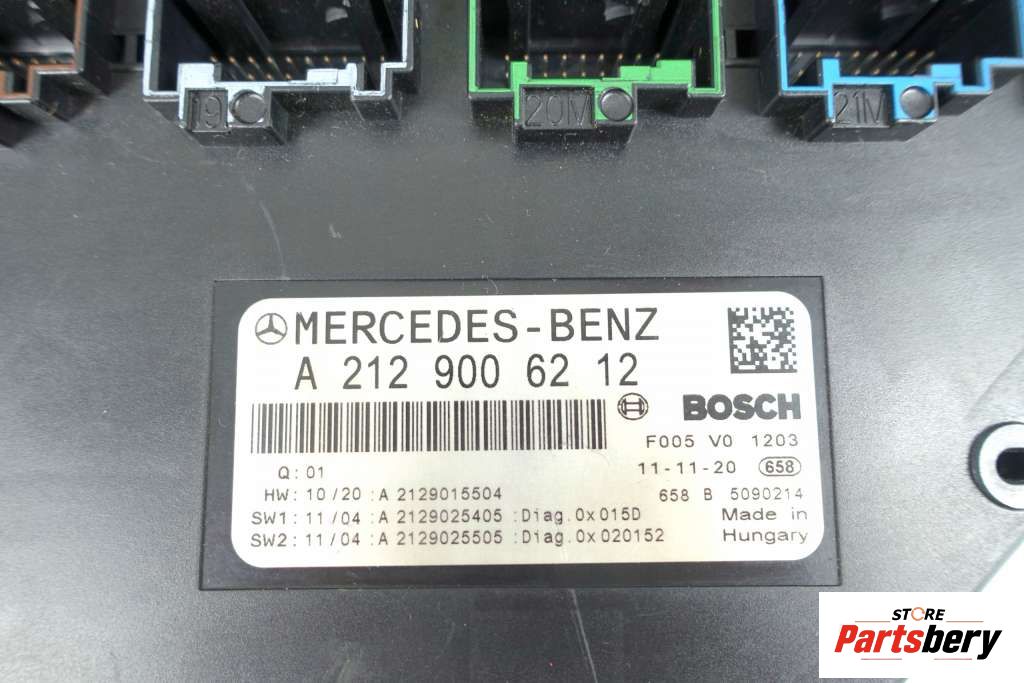 19
20M
21M
MERCEDES-BENZ
A 212 900 62 12
BOSCH
F005 V0 1203
Q: 01
11-11-20 658
HW: 10/20 :A 2129015504
658 B 5090214
SW1: 11/04 :A 2129025405 :Diag.0x015D
Made in
SW2: 11/04 :A 2129025505 :Diag.0x020152
Hungary
STORE
Partsbery